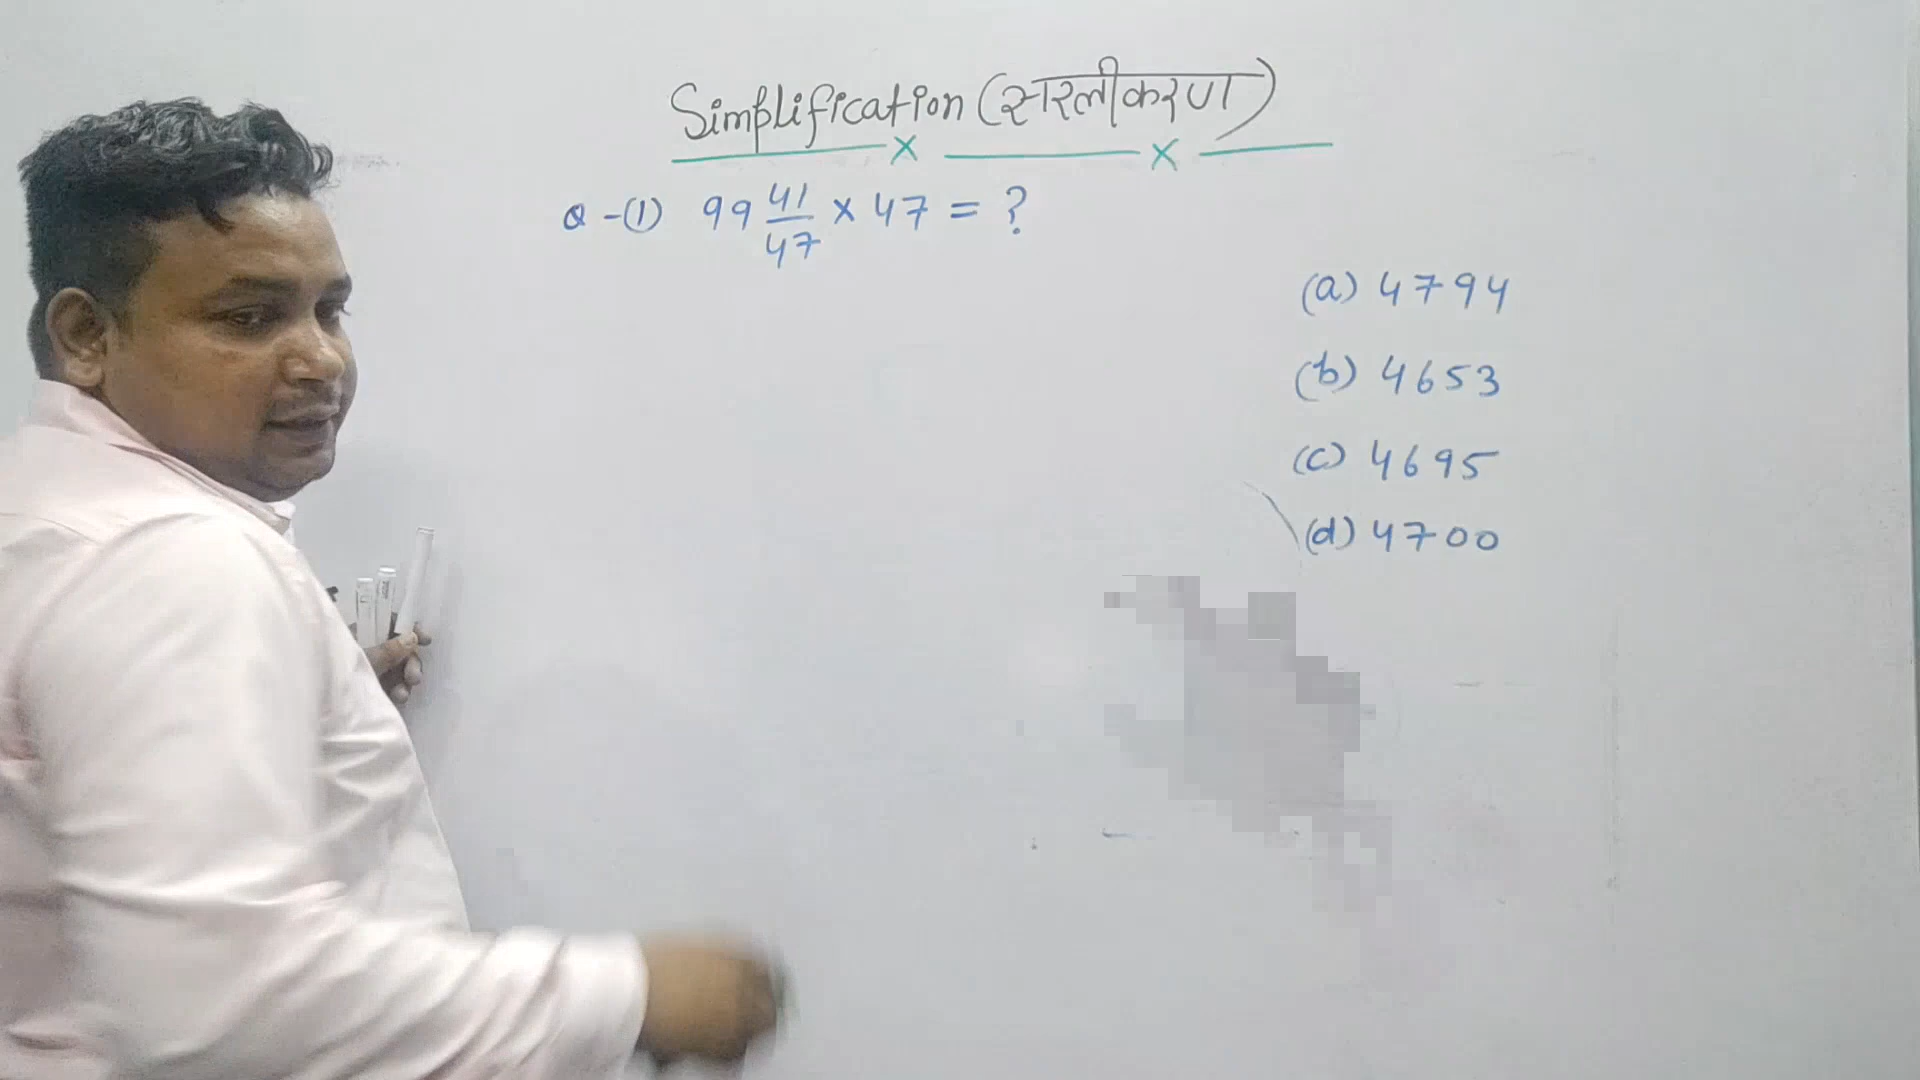 Simplification (सरलीकरण)
Q-(1) 99 41/47 × 47 = ?
(a) 4794
(b) 4653
(c) 4695
(d) 4700